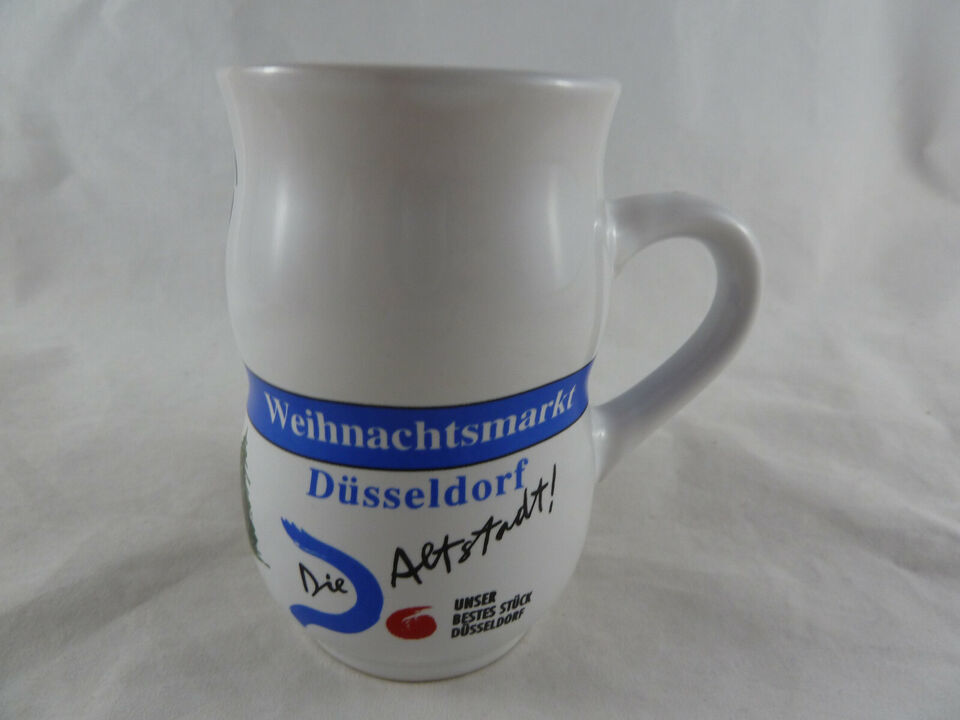 Weihnachtsmarkt
Düsseldorf
Die Altstadt!
UNSER
BESTES STÜCK
DÜSSELDORF